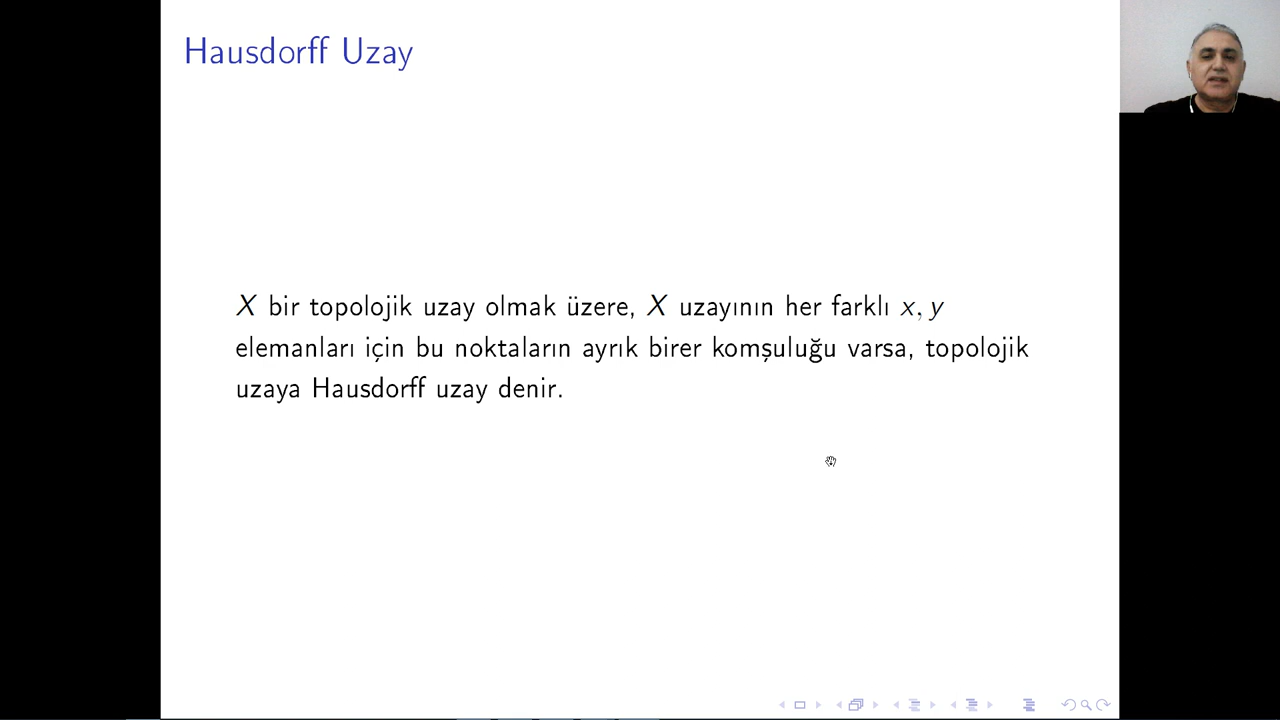 Hausdorff Uzay
X bir topolojik uzay olmak üzere, X uzayının her farklı x, y
elemanları için bu noktaların ayrık birer komşuluğu varsa, topolojik
uzaya Hausdorff uzay denir.